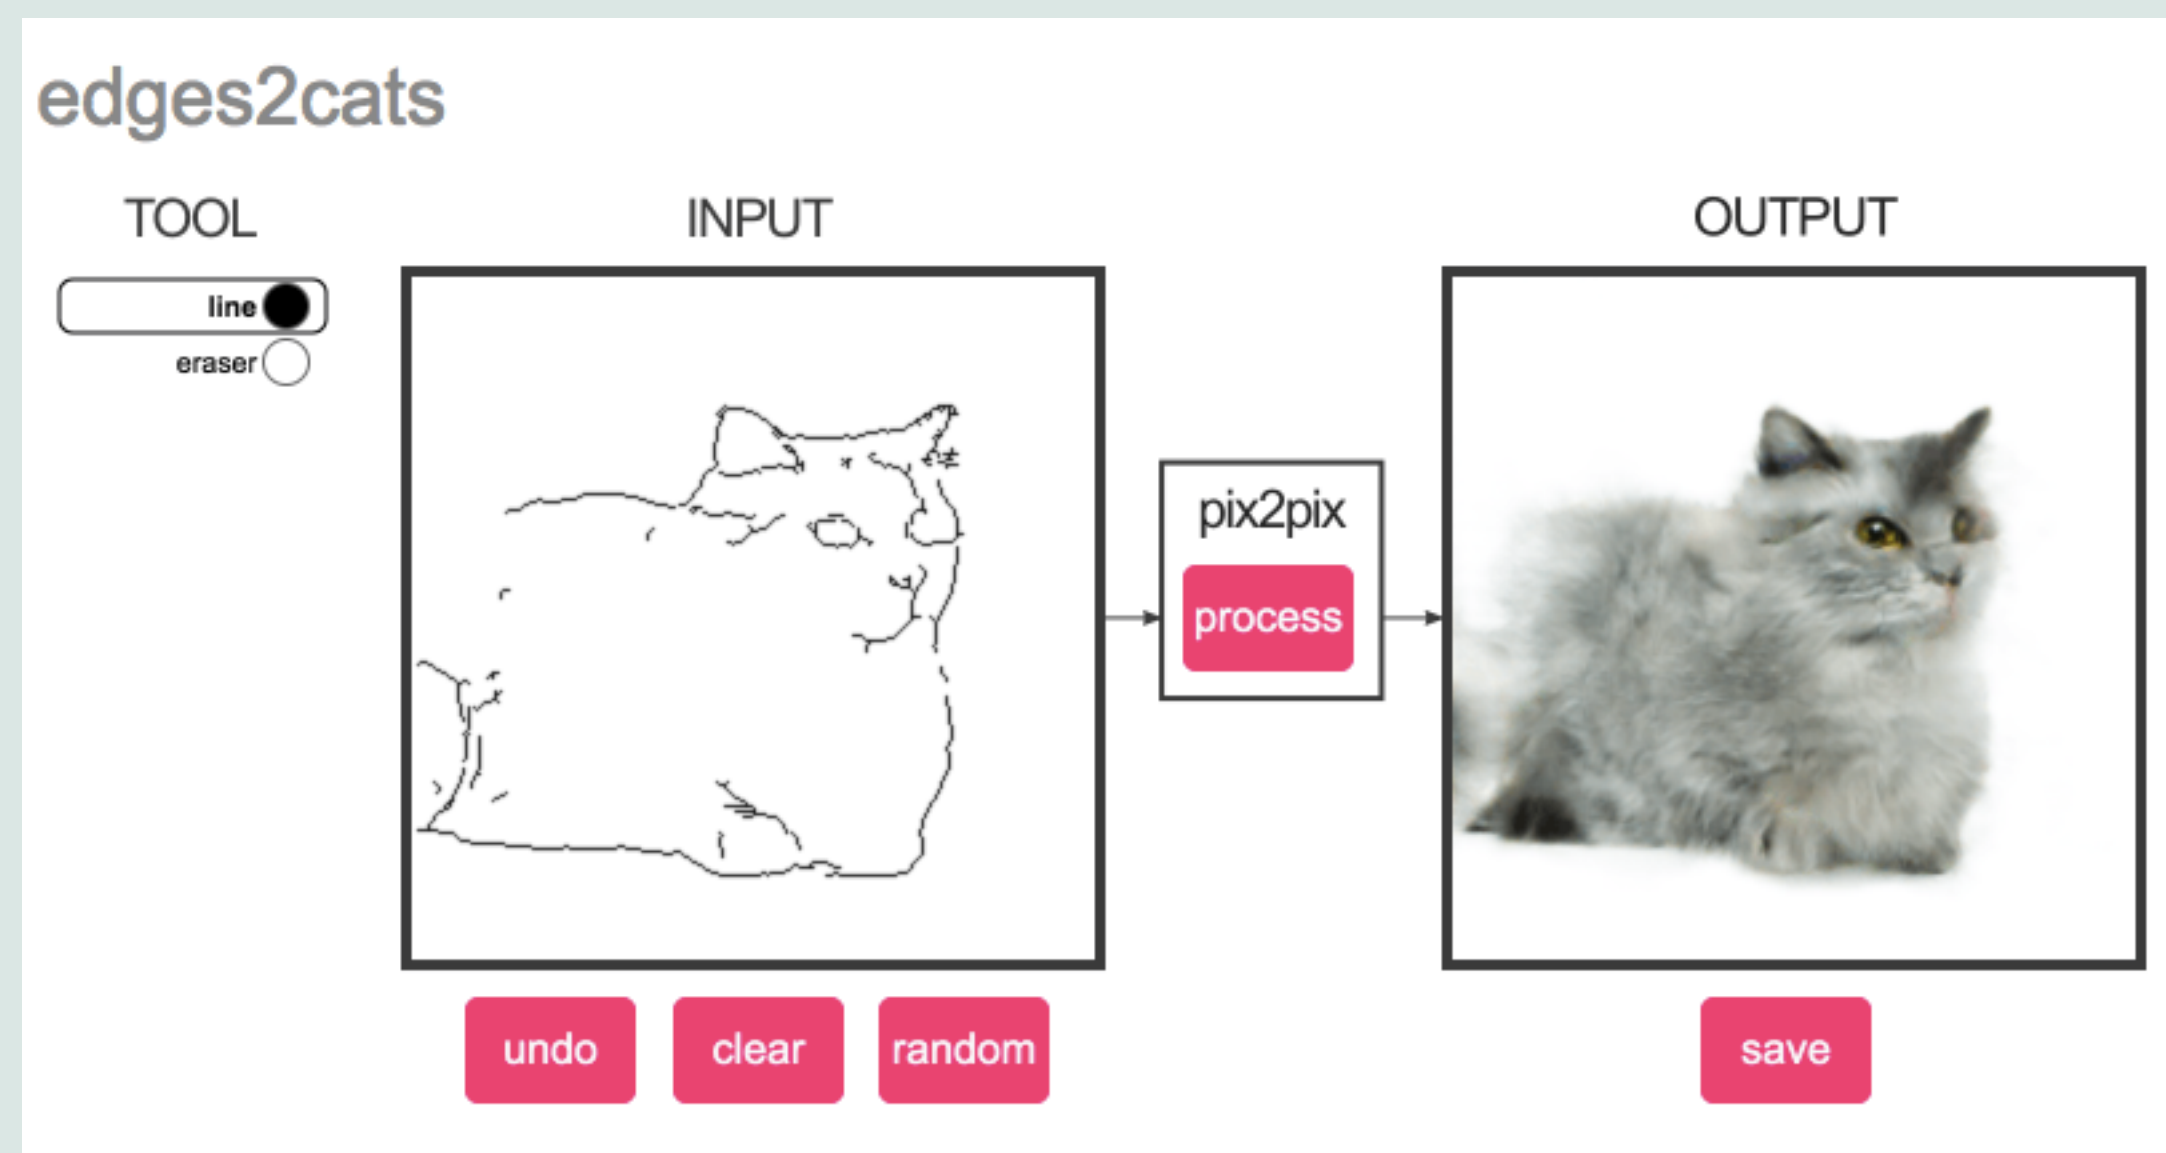 edges2cats
TOOL
line
eraser
INPUT
undo
clear
random
pix2pix
process
OUTPUT
save